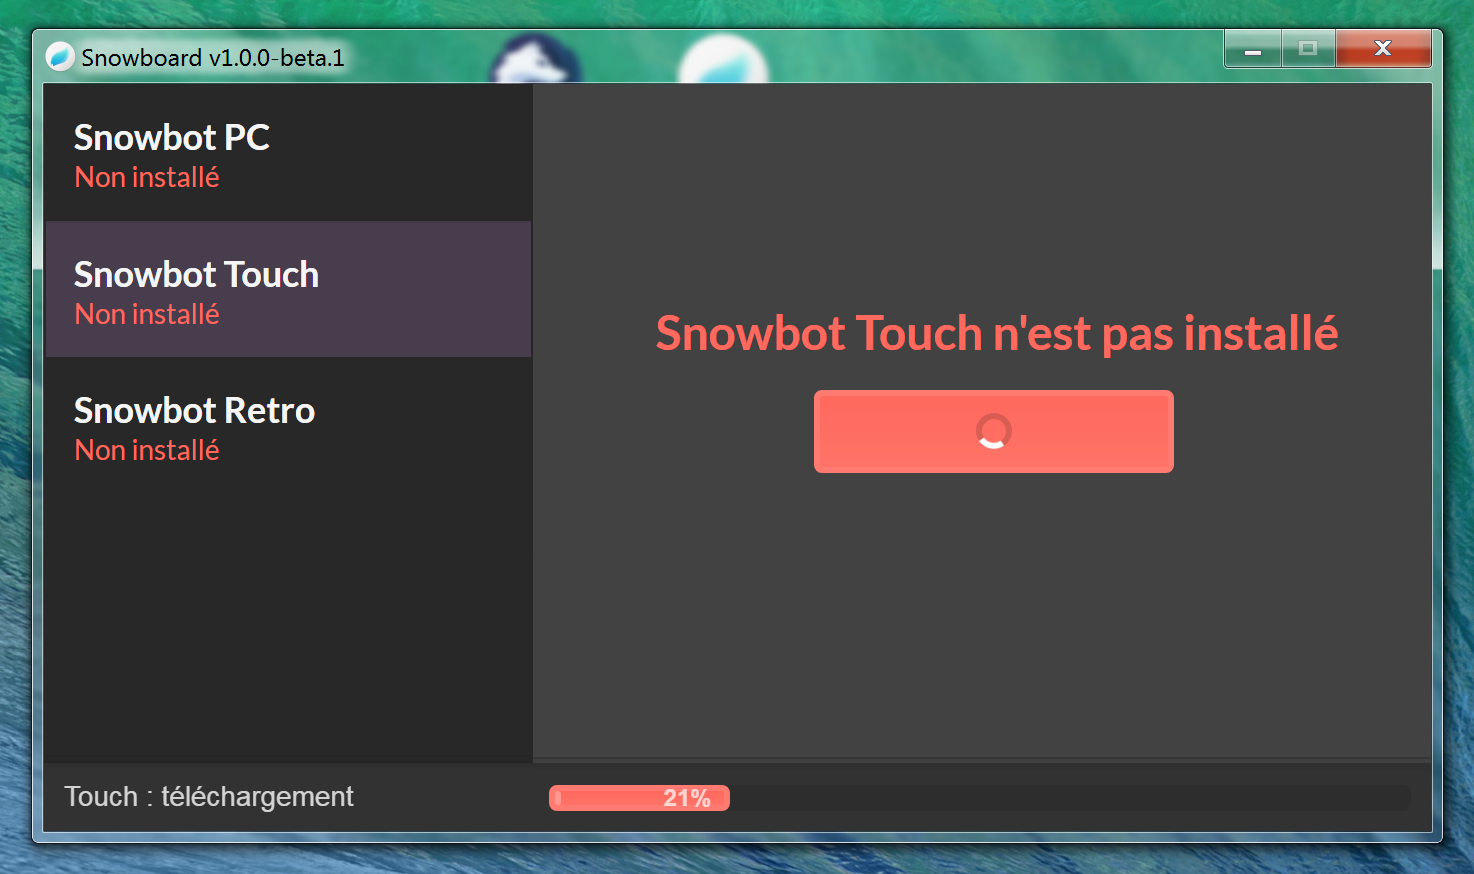 Snowboard v1.0.0-beta.1
Snowbot PC
Non installé
Snowbot Touch
Non installé
Snowbot Retro
Non installé
Snowbot Touch n'est pas installé
Touch : téléchargement
21%